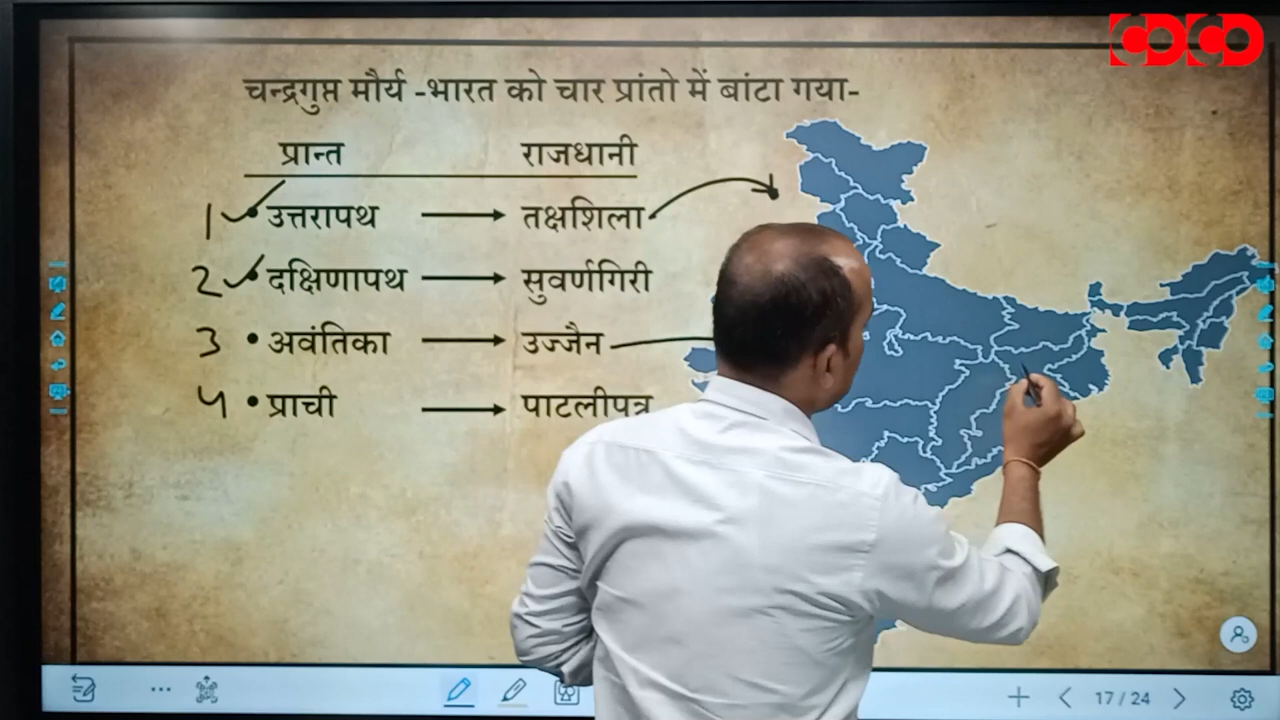 CDCD
चन्द्रगुप्त मौर्य -भारत को चार प्रांतो में बांटा गया-
प्रान्त राजधानी
1 • उत्तरापथ → तक्षशिला
2 • दक्षिणापथ → सुवर्णगिरी
3 • अवंतिका → उज्जैन
4 • प्राची → पाटलीपुत्र
17 / 24